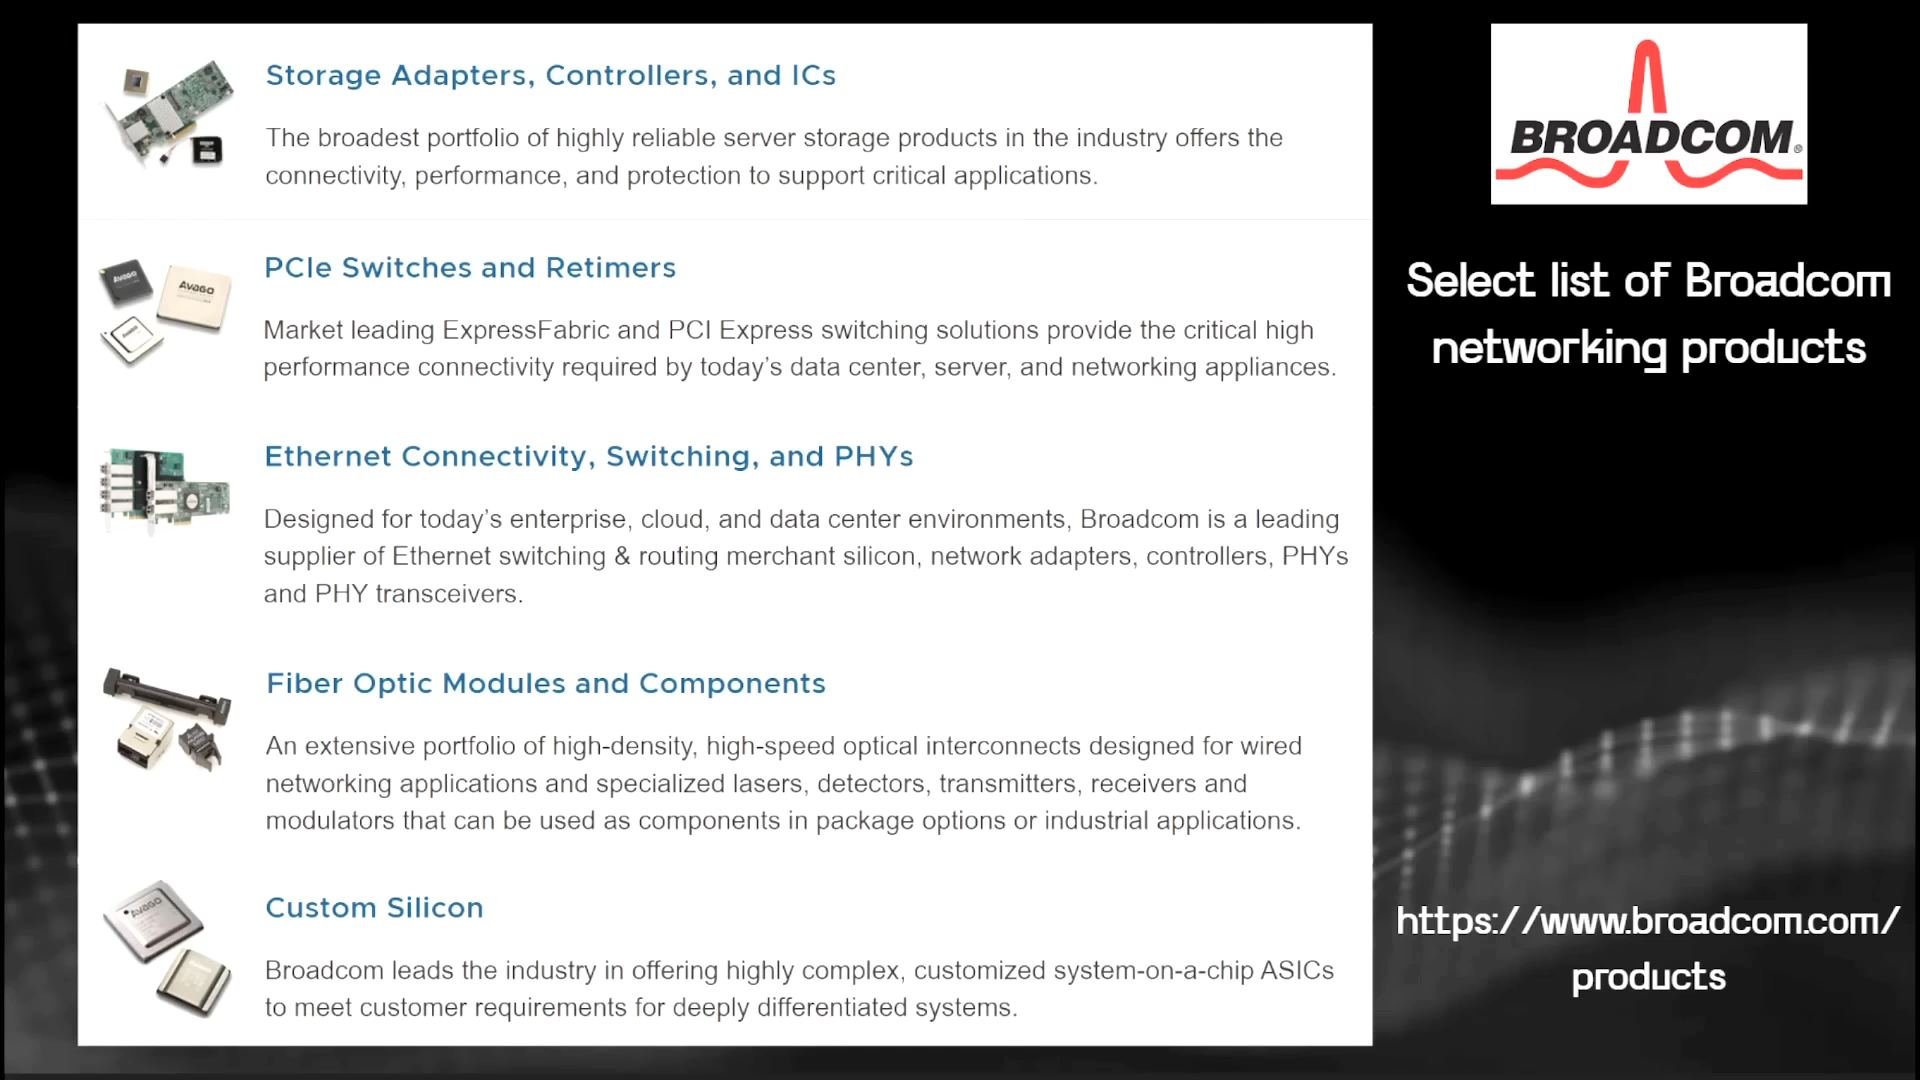 Storage Adapters, Controllers, and ICs
The broadest portfolio of highly reliable server storage products in the industry offers the
connectivity, performance, and protection to support critical applications.
AVAGO
AVAGO
AVAGO
PCIe Switches and Retimers
Market leading ExpressFabric and PCI Express switching solutions provide the critical high
performance connectivity required by today’s data center, server, and networking appliances.
Ethernet Connectivity, Switching, and PHYs
Designed for today’s enterprise, cloud, and data center environments, Broadcom is a leading
supplier of Ethernet switching & routing merchant silicon, network adapters, controllers, PHYs
and PHY transceivers.
Fiber Optic Modules and Components
An extensive portfolio of high-density, high-speed optical interconnects designed for wired
networking applications and specialized lasers, detectors, transmitters, receivers and
modulators that can be used as components in package options or industrial applications.
AVAGO
Custom Silicon
Broadcom leads the industry in offering highly complex, customized system-on-a-chip ASICs
to meet customer requirements for deeply differentiated systems.
BROADCOM®
Select list of Broadcom
networking products
https://www.broadcom.com/
products